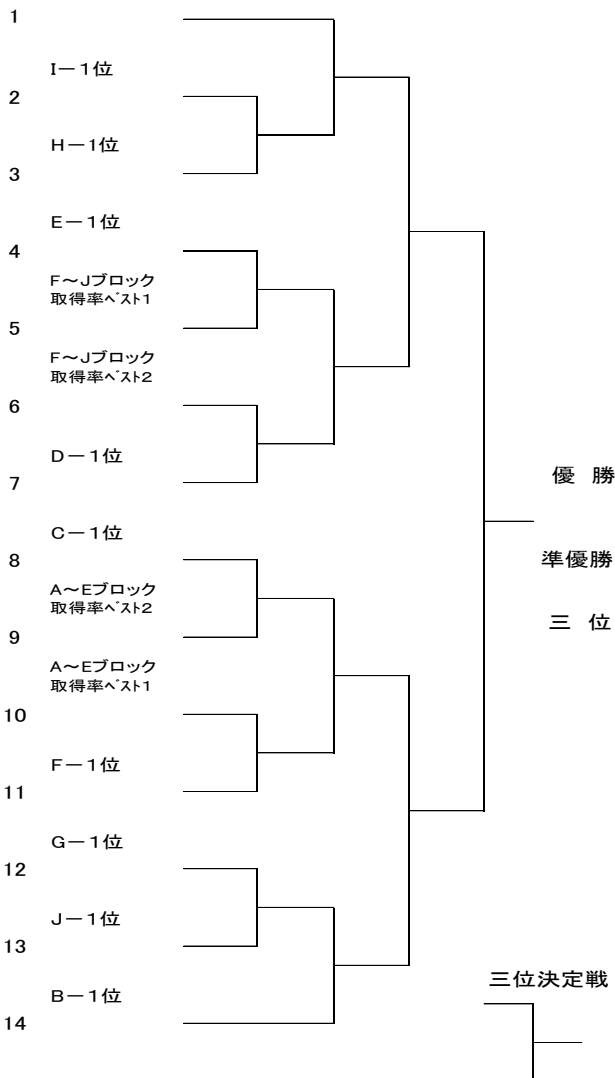 1
I－１位
2
H－１位
3
E－１位
4
F～Jブロック
取得率ベスト1
5
F～Jブロック
取得率ベスト2
6
D－１位
7
C－１位
8
A～Eブロック
取得率ベスト2
9
A～Eブロック
取得率ベスト1
10
F－１位
11
G－１位
12
J－１位
13
B－１位
14
優 勝
準優勝
三 位
三位決定戦